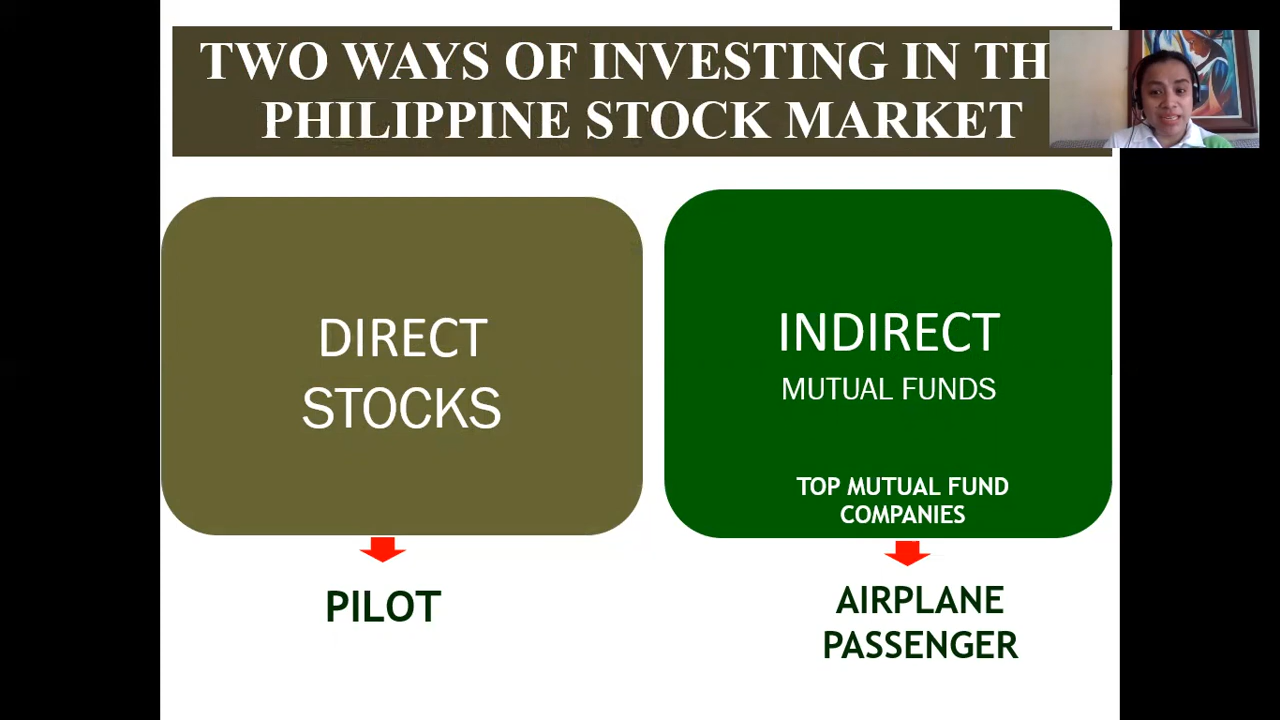 TWO WAYS OF INVESTING IN TH
PHILIPPINE STOCK MARKET
DIRECT
STOCKS
INDIRECT
MUTUAL FUNDS
TOP MUTUAL FUND
COMPANIES
PILOT
AIRPLANE
PASSENGER